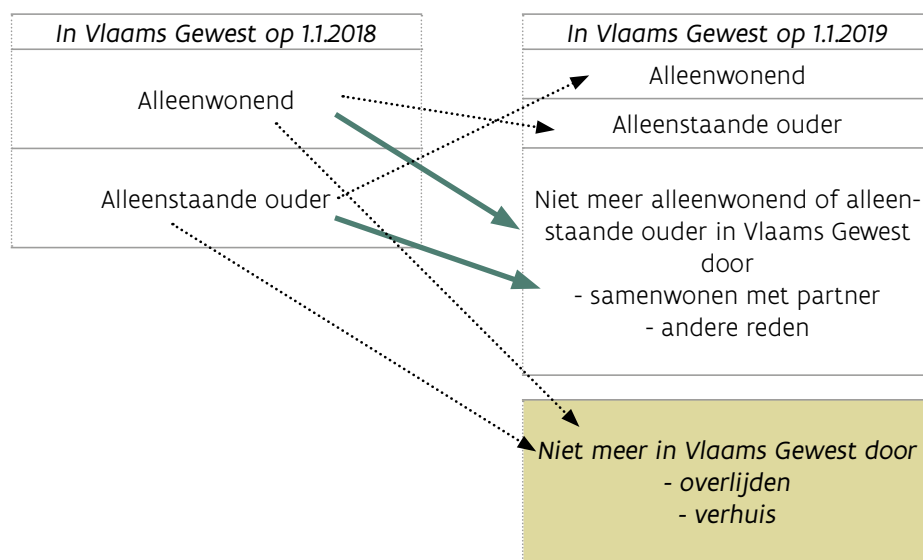 In Vlaams Gewest op 1.1.2018
Alleenwonend
Alleenstaande ouder
In Vlaams Gewest op 1.1.2019
Alleenwonend
Alleenstaande ouder
Niet meer alleenwonend of alleen-
staande ouder in Vlaams Gewest
door
- samenwonen met partner
- andere reden
Niet meer in Vlaams Gewest door
- overlijden
- verhuis